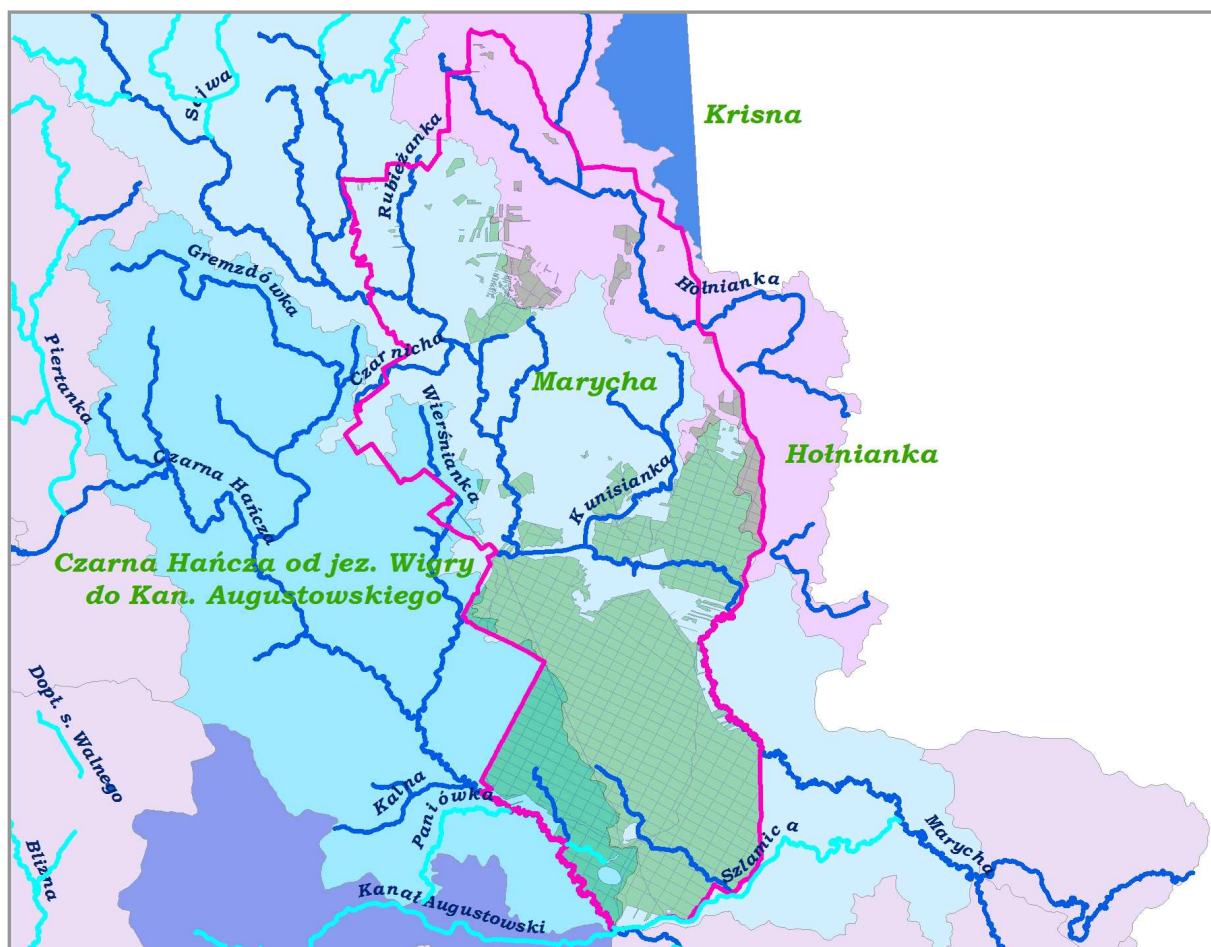 Sejwa
Krisna
Rubieżanka
Gremzdówka
Hołnianka
Piertanka
Czarnicha
Marycha
Wierśnianka
Hołnianka
Czarna Hańcza
Kunisianka
Czarna Hańcza od jez. Wigry
do Kan. Augustowskiego
Dopł. s. Walnego
Kalna
Paniówka
Szlamica
Marycha
Blizna
Kanał Augustowski